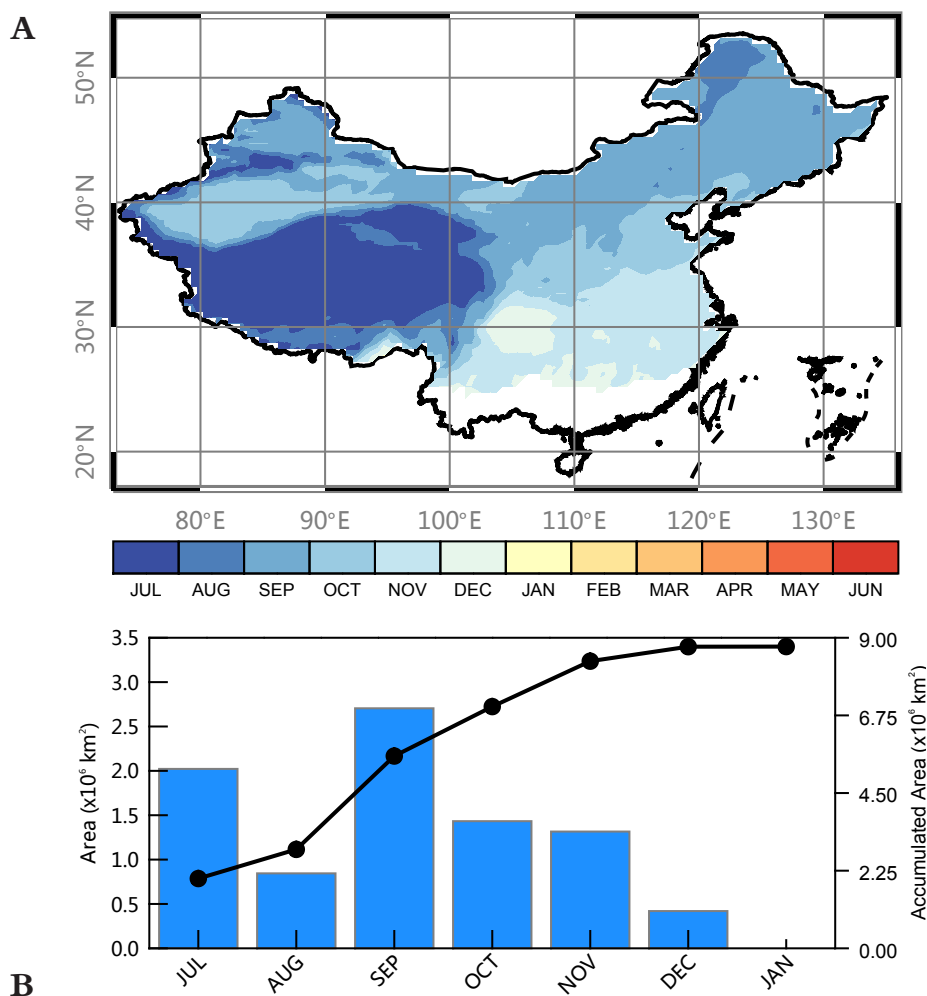 A
50°N
40°N
30°N
20°N
80°E 90°E 100°E 110°E 120°E 130°E
JUL AUG SEP OCT NOV DEC JAN FEB MAR APR MAY JUN
3.5
3.0
2.5
2.0
1.5
1.0
0.5
0.0
Area (x10⁶ km²)
9.00
6.75
4.50
2.25
0.00
Accumulated Area (x10⁶ km²)
JUL AUG SEP OCT NOV DEC JAN
B